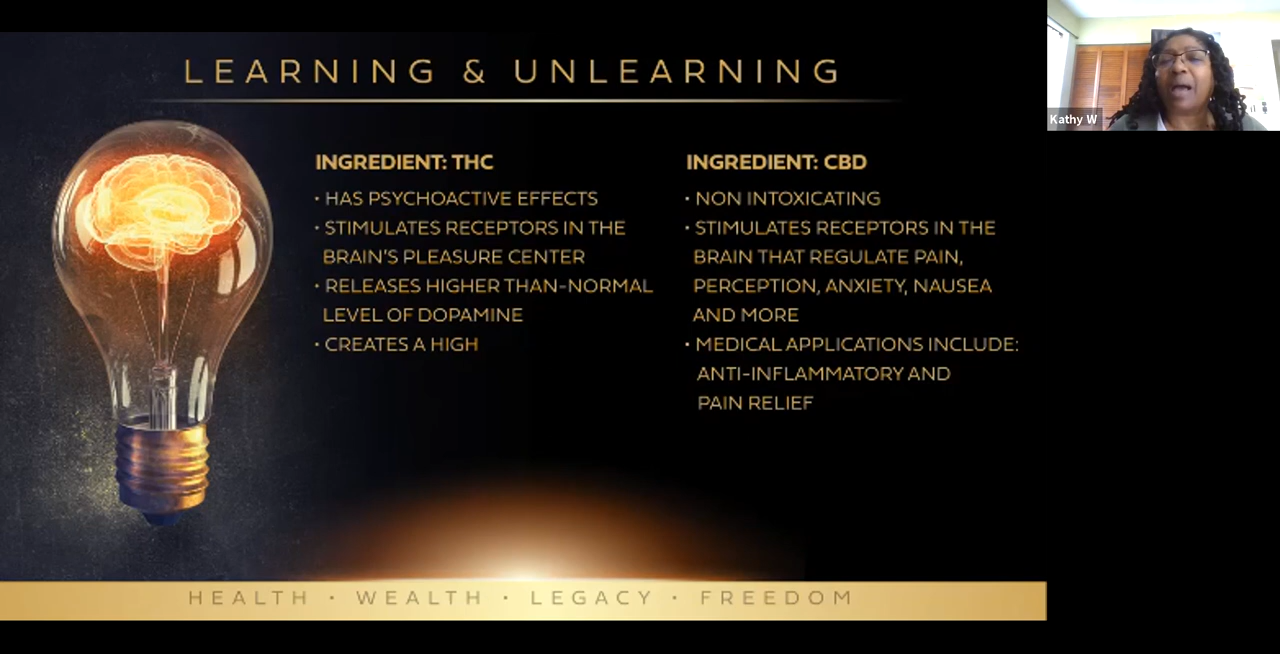 LEARNING & UNLEARNING
INGREDIENT: THC
• HAS PSYCHOACTIVE EFFECTS
• STIMULATES RECEPTORS IN THE
BRAIN'S PLEASURE CENTER
• RELEASES HIGHER THAN-NORMAL
LEVEL OF DOPAMINE
• CREATES A HIGH
INGREDIENT: CBD
• NON INTOXICATING
• STIMULATES RECEPTORS IN THE
BRAIN THAT REGULATE PAIN,
PERCEPTION, ANXIETY, NAUSEA
AND MORE
• MEDICAL APPLICATIONS INCLUDE:
ANTI-INFLAMMATORY AND
PAIN RELIEF
HEALTH • WEALTH • LEGACY • FREEDOM
Kathy W